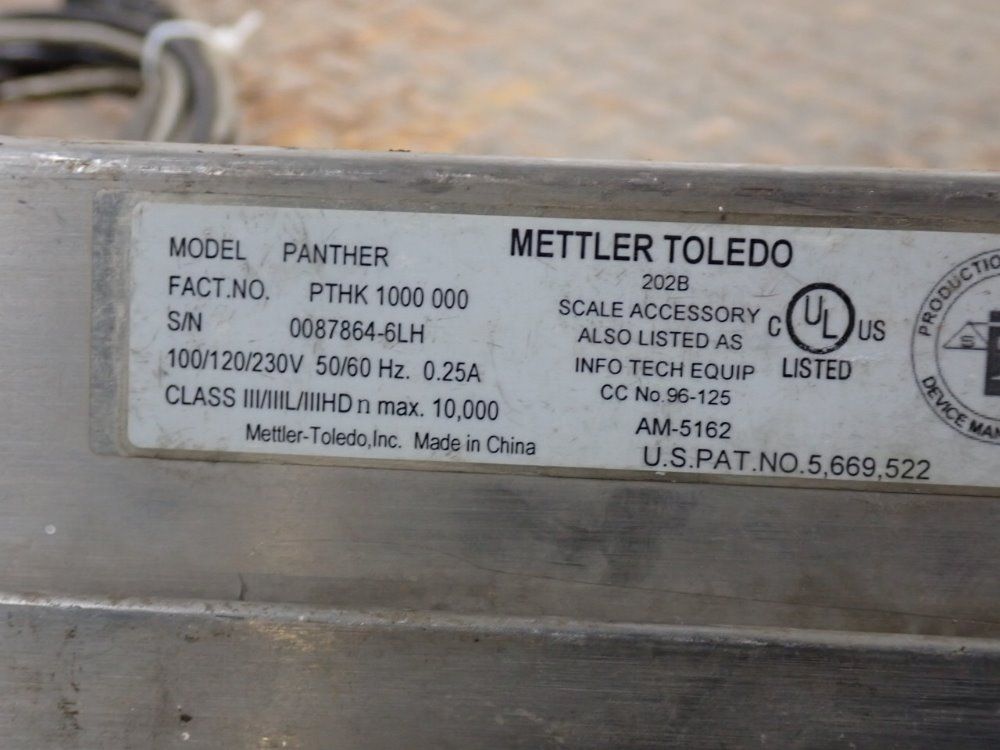 MODEL PANTHER
FACT.NO. PTHK 1000 000
S/N 0087864-6LH
100/120/230V 50/60 Hz. 0.25A
CLASS III/IIIL/IIIHD n max. 10,000
Mettler-Toledo,Inc. Made in China
METTLER TOLEDO
202B
SCALE ACCESSORY
ALSO LISTED AS
INFO TECH EQUIP
CC No.96-125
AM-5162
U.S.PAT.NO.5,669,522
C UL US
LISTED
DEVICE